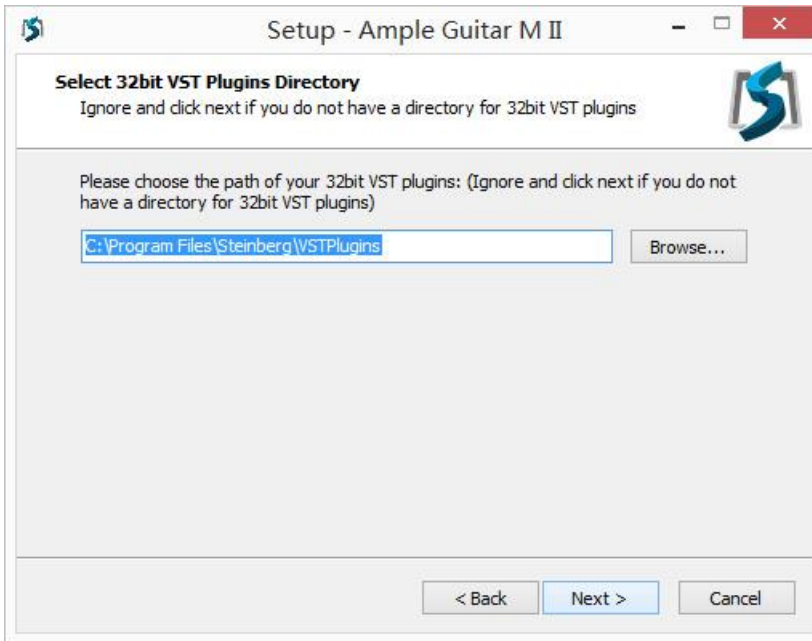 Setup - Ample Guitar M II
Select 32bit VST Plugins Directory
Ignore and click next if you do not have a directory for 32bit VST plugins
Please choose the path of your 32bit VST plugins: (Ignore and click next if you do not
have a directory for 32bit VST plugins)
C:\Program Files\Steinberg\VSTPlugins
Browse...
< Back
Next >
Cancel